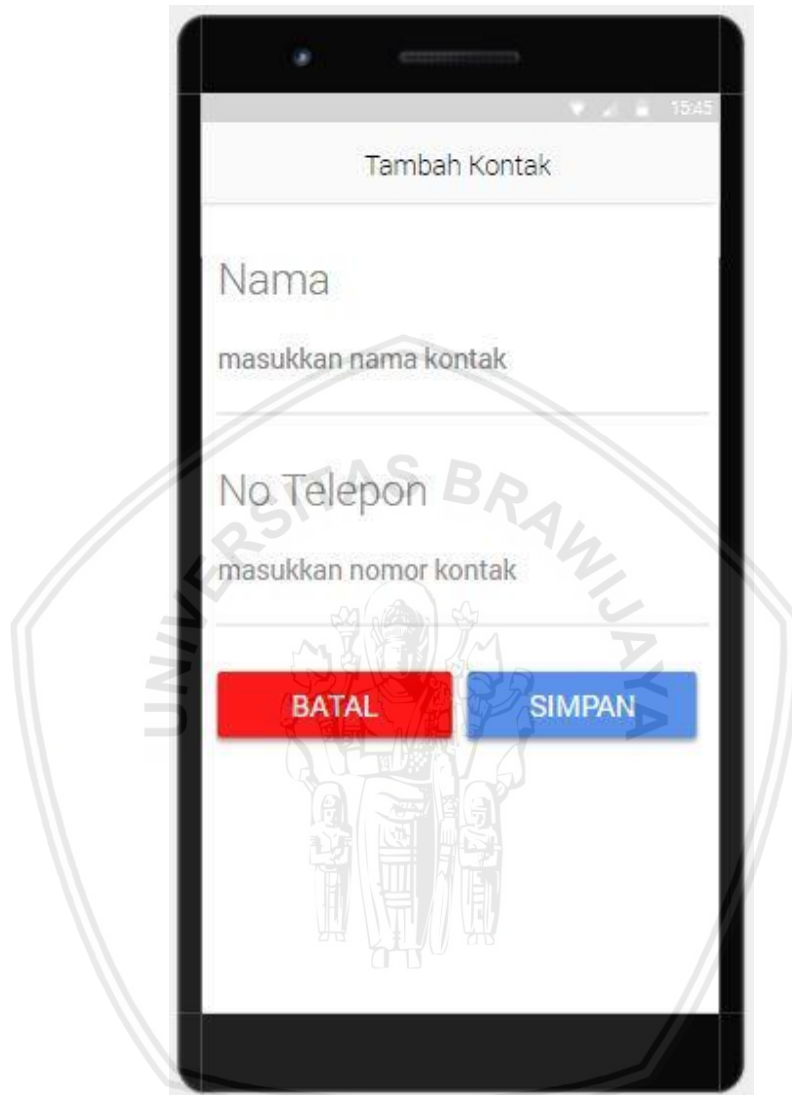 15:45
Tambah Kontak
Nama
masukkan nama kontak
No Telepon
masukkan nomor kontak
BATAL SIMPAN
UNIVERSITAS BRAWIJAYA